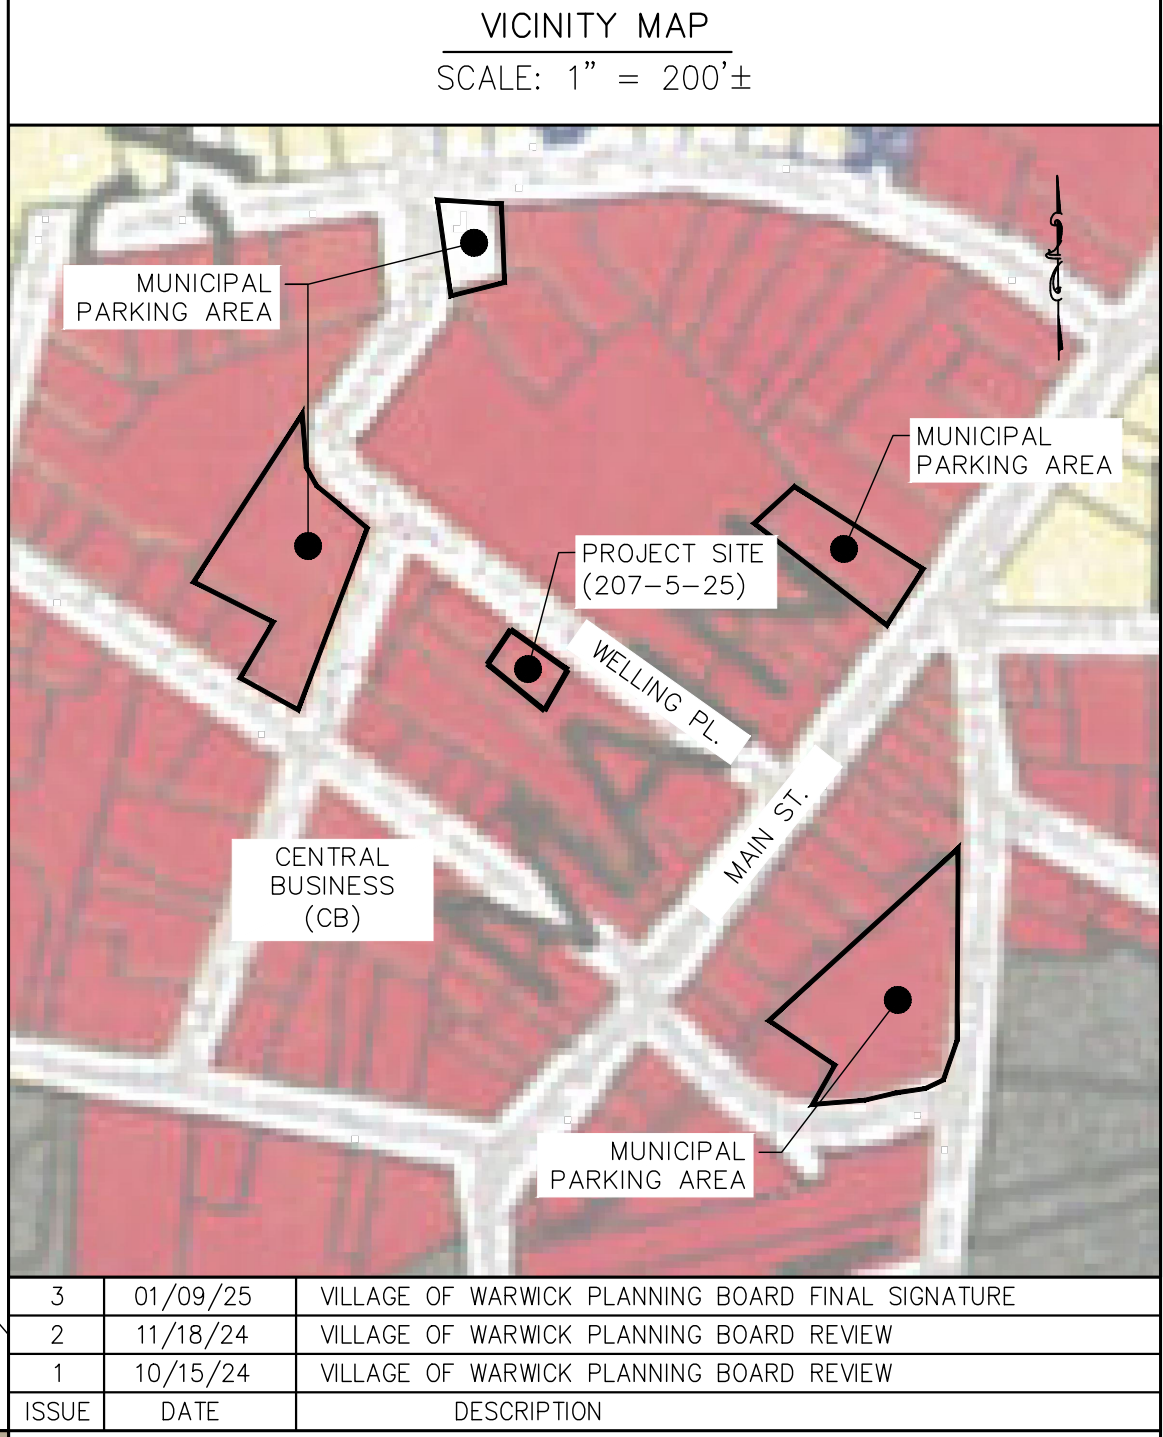 VICINITY MAP
SCALE: 1” = 200’±
MUNICIPAL
PARKING AREA
MUNICIPAL
PARKING AREA
PROJECT SITE
(207-5-25)
WELLING PL.
MAIN ST.
CENTRAL
BUSINESS
(CB)
MUNICIPAL
PARKING AREA
3 01/09/25 VILLAGE OF WARWICK PLANNING BOARD FINAL SIGNATURE
2 11/18/24 VILLAGE OF WARWICK PLANNING BOARD REVIEW
1 10/15/24 VILLAGE OF WARWICK PLANNING BOARD REVIEW
ISSUE DATE DESCRIPTION